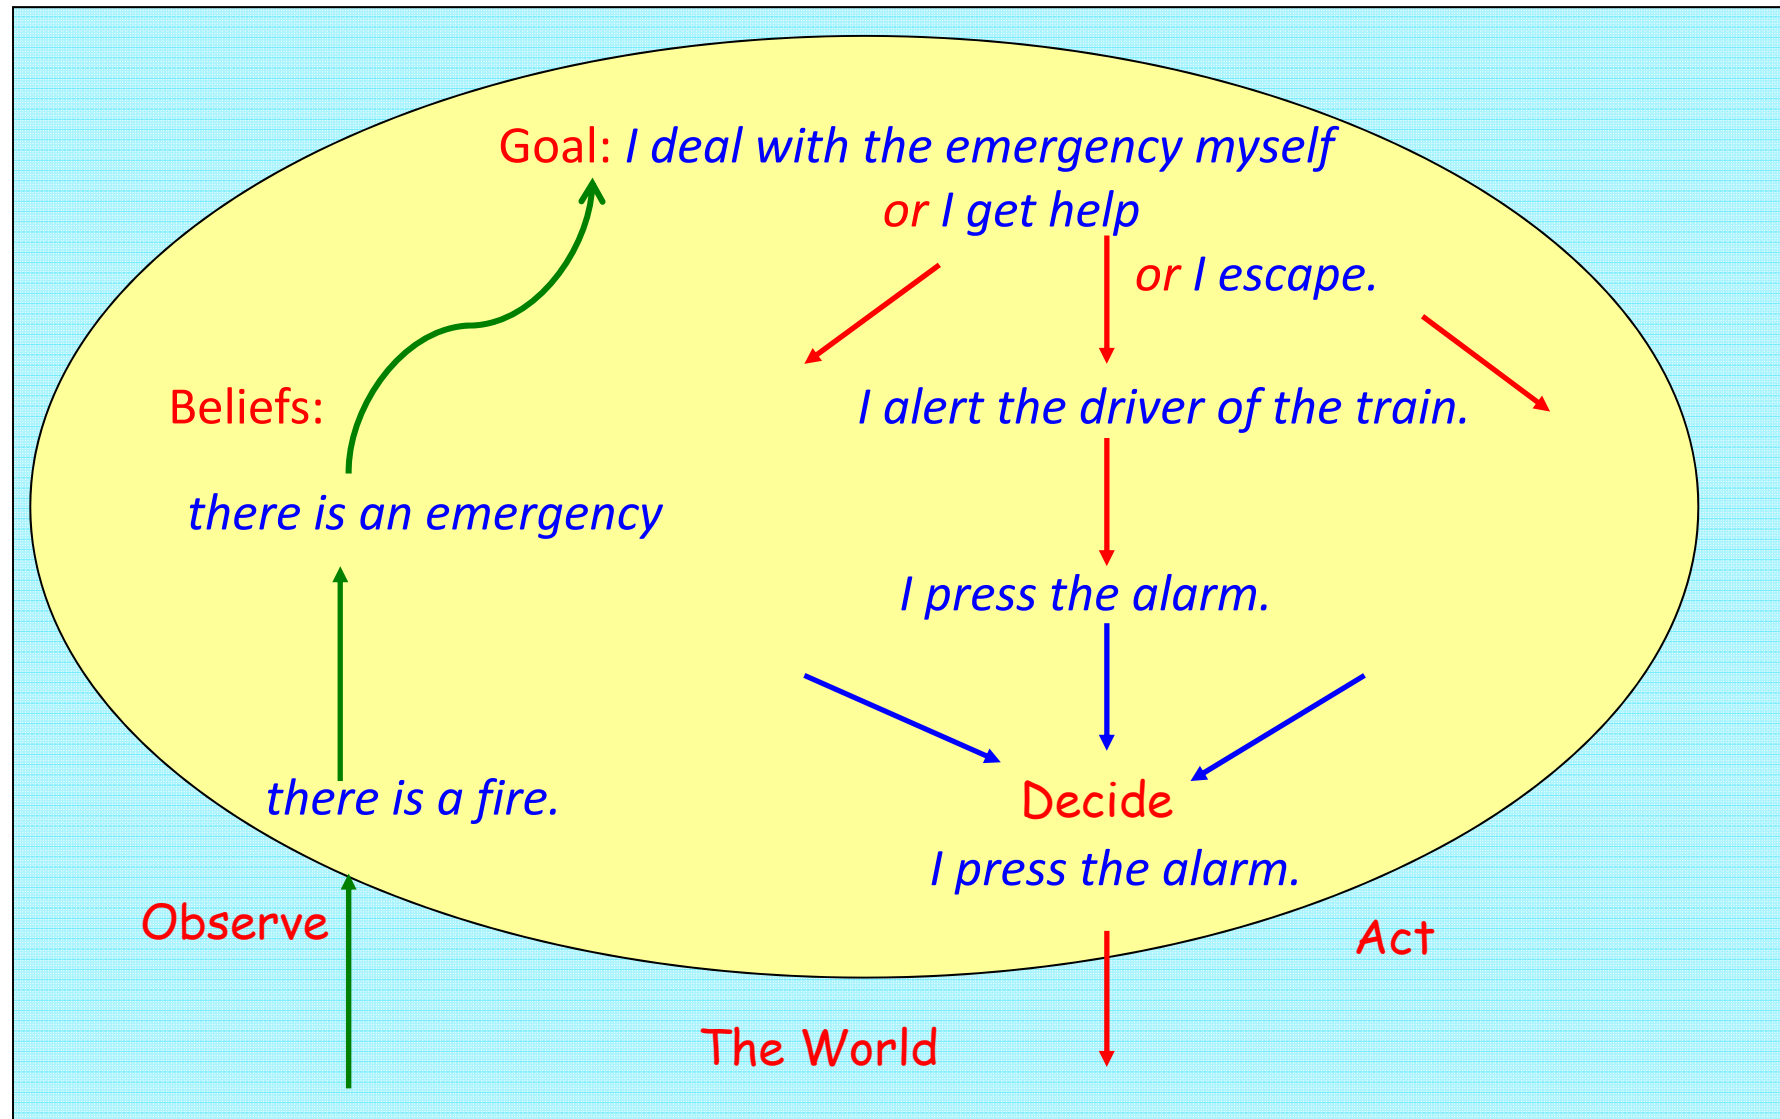 Goal: I deal with the emergency myself
or I get help
or I escape.
Beliefs:
I alert the driver of the train.
there is an emergency
I press the alarm.
there is a fire.
Decide
I press the alarm.
Observe
Act
The World